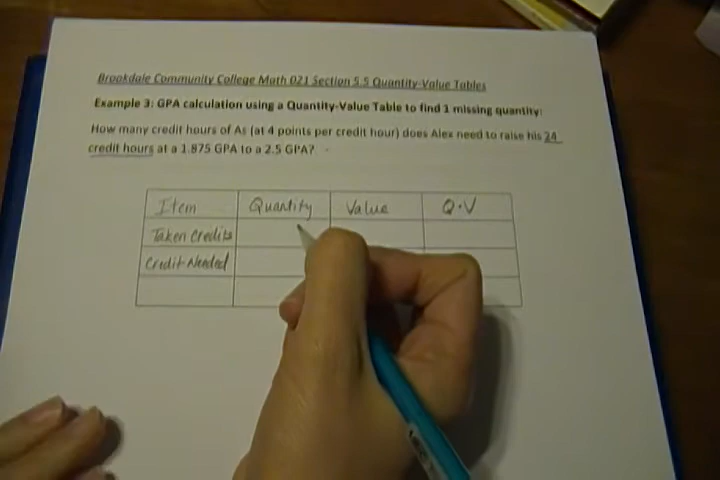 Brookdale Community College Math 021 Section 5.5 Quantity-Value Tables
Example 3: GPA calculation using a Quantity-Value Table to find 1 missing quantity:
How many credit hours of As (at 4 points per credit hour) does Alex need to raise his 24
credit hours at a 1.875 GPA to a 2.5 GPA?
Item Quantity Value Q·V
Taken Credits
Credit Needed